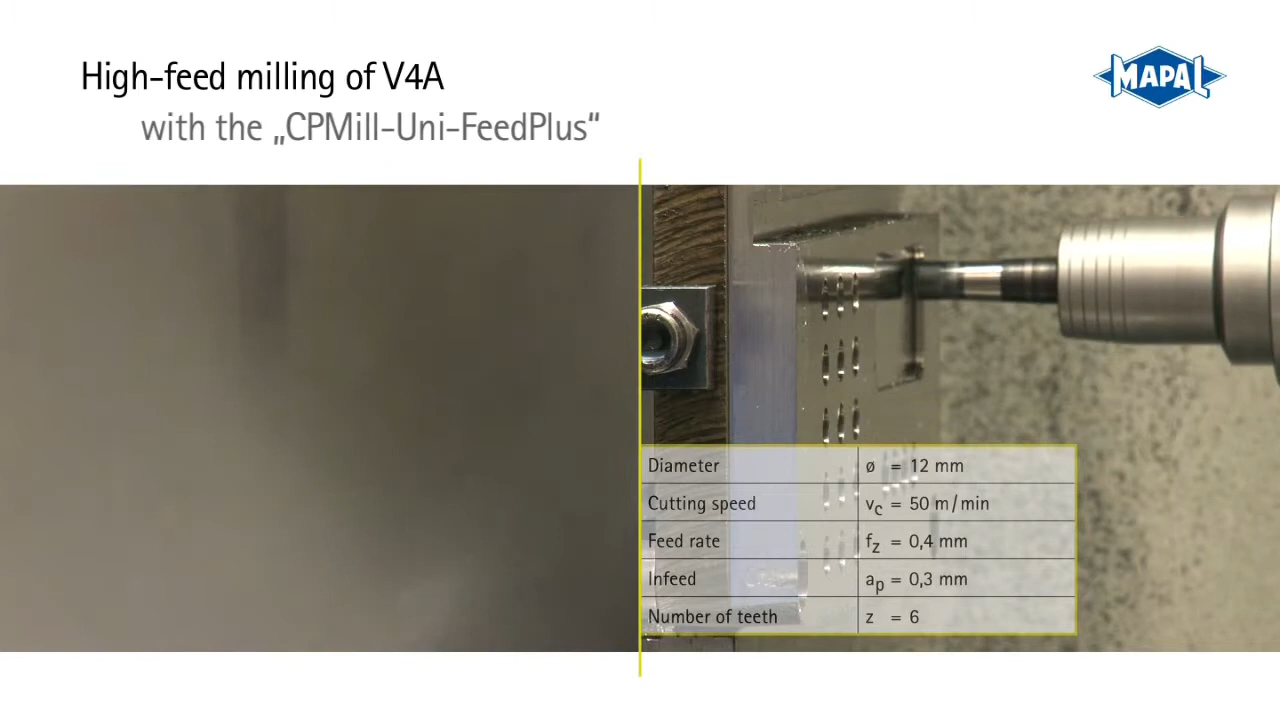 High-feed milling of V4A
with the „CPMill-Uni-FeedPlus“
MAPAL
Diameter ø = 12 mm
Cutting speed vc = 50 m/min
Feed rate fz = 0,4 mm
Infeed ap = 0,3 mm
Number of teeth z = 6